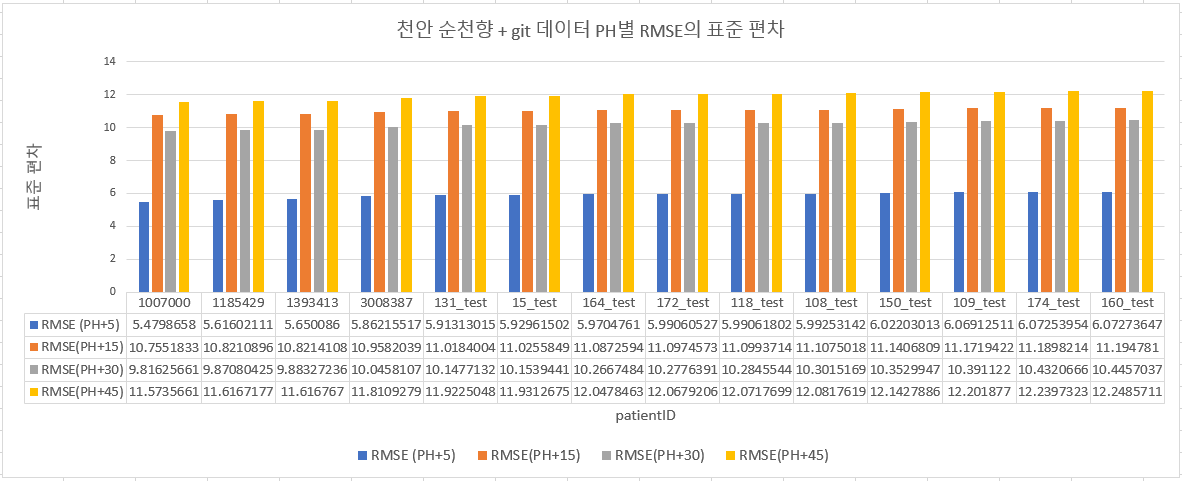 천안 순천향 + git 데이터 PH별 RMSE의 표준 편차
14
12
10
8
6
4
2
0
표준 편차
1007000 1185429 1393413 3008387 131_test 15_test 164_test 172_test 118_test 108_test 150_test 109_test 174_test 160_test
RMSE (PH+5) 5.4798658 5.61602111 5.650086 5.86215517 5.91313015 5.92961502 5.9704761 5.99060527 5.99061802 5.99253142 6.02203013 6.06912511 6.07253954 6.07273647
RMSE(PH+15) 10.7551833 10.8210896 10.8214108 10.9582039 11.0184004 11.0255849 11.0872594 11.0974573 11.0993714 11.1075018 11.1406809 11.1719422 11.1898214 11.194781
RMSE(PH+30) 9.81625661 9.87080425 9.88327236 10.0458107 10.1477132 10.1539441 10.2667484 10.2776391 10.2845544 10.3015169 10.3529947 10.391122 10.4320666 10.4457037
RMSE(PH+45) 11.5735661 11.6167177 11.616767 11.8109279 11.9225048 11.9312675 12.0478463 12.0679206 12.0717699 12.0817619 12.1427886 12.201877 12.2397323 12.2485711
patientID
RMSE (PH+5) RMSE(PH+15) RMSE(PH+30) RMSE(PH+45)